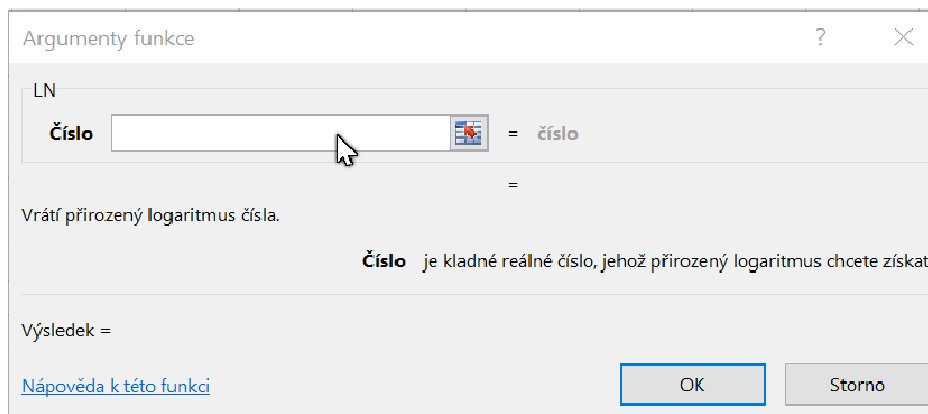 Argumenty funkce ?
LN
Číslo = číslo
=
Vrátí přirozený logaritmus čísla.
Číslo je kladné reálné číslo, jehož přirozený logaritmus chcete získat
Výsledek =
Nápověda k této funkci OK Storno